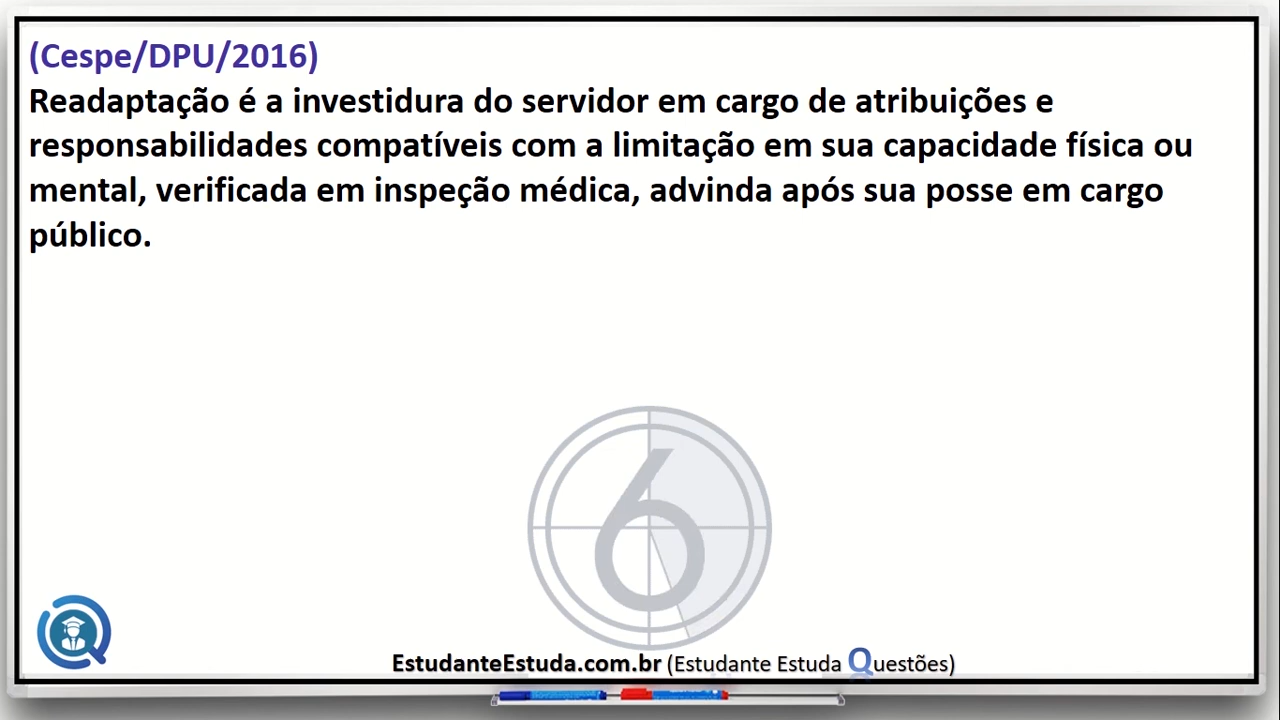 (Cespe/DPU/2016)
Readaptação é a investidura do servidor em cargo de atribuições e
responsabilidades compatíveis com a limitação em sua capacidade física ou
mental, verificada em inspeção médica, advinda após sua posse em cargo
público.
6
EstudanteEstuda.com.br (Estudante Estuda Questões)